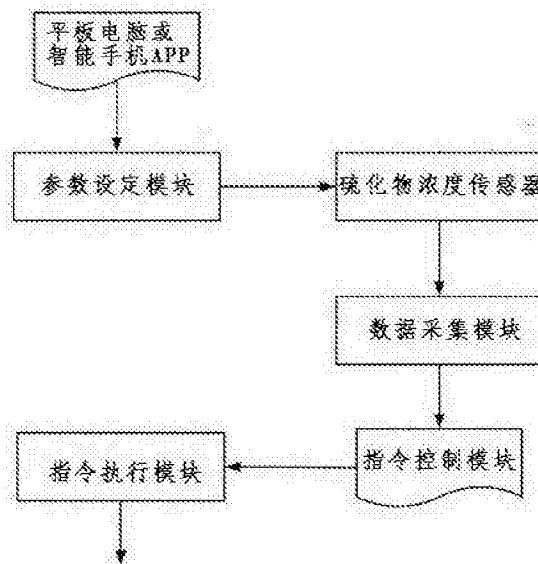 平板电脑或
智能手机APP
参数设定模块
硫化物浓度传感器
数据采集模块
指令控制模块
指令执行模块